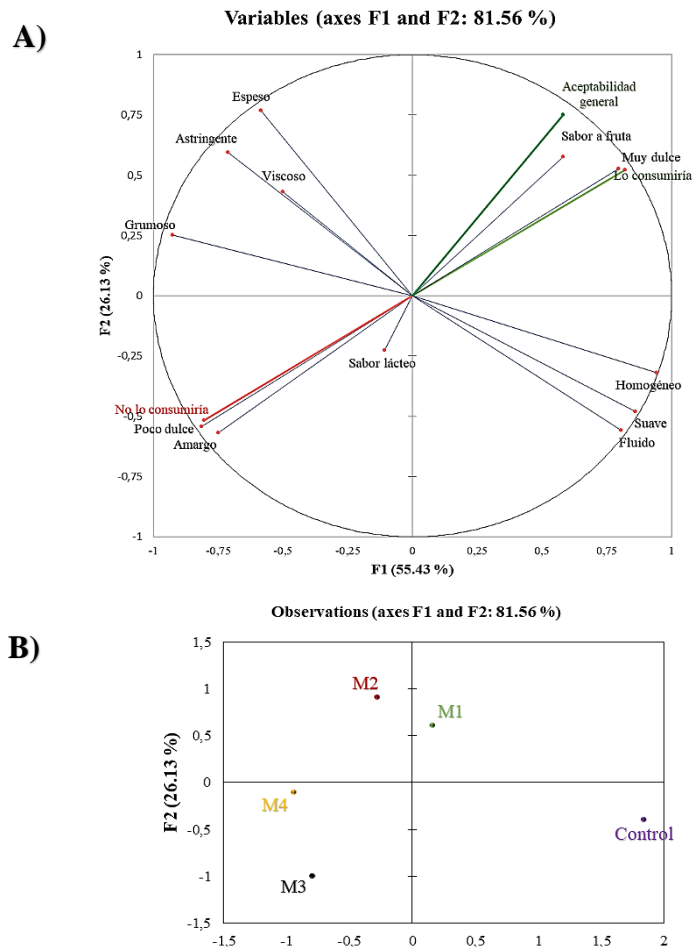 A)
Variables (axes F1 and F2: 81.56 %)
1
0,75
0,5
0,25
0
-0,25
-0,5
-0,75
-1
F2 (26.13 %)
Espeso
Astringente
Viscoso
Grumoso
Aceptabilidad
general
Sabor a fruta
Muy dulce
Lo consumiría
Sabor lácteo
No lo consumiría
Poco dulce
Amargo
Homogéneo
Suave
Fluido
-1 -0,75 -0,5 -0,25 0 0,25 0,5 0,75 1
F1 (55.43 %)
B)
Observations (axes F1 and F2: 81.56 %)
1,5
1
0,5
0
-0,5
-1
-1,5
F2 (26.13 %)
M2
M1
M4
Control
M3
-1,5 -1 -0,5 0 0,5 1 1,5 2